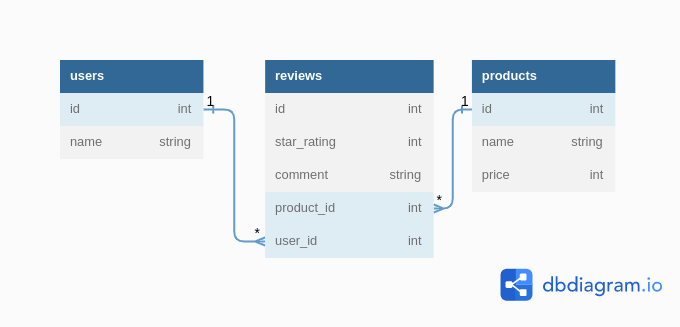 users
id int
name string
1
*
reviews
id int
star_rating int
comment string
product_id int
user_id int
*
1
products
id int
name string
price int
dbdiagram.io